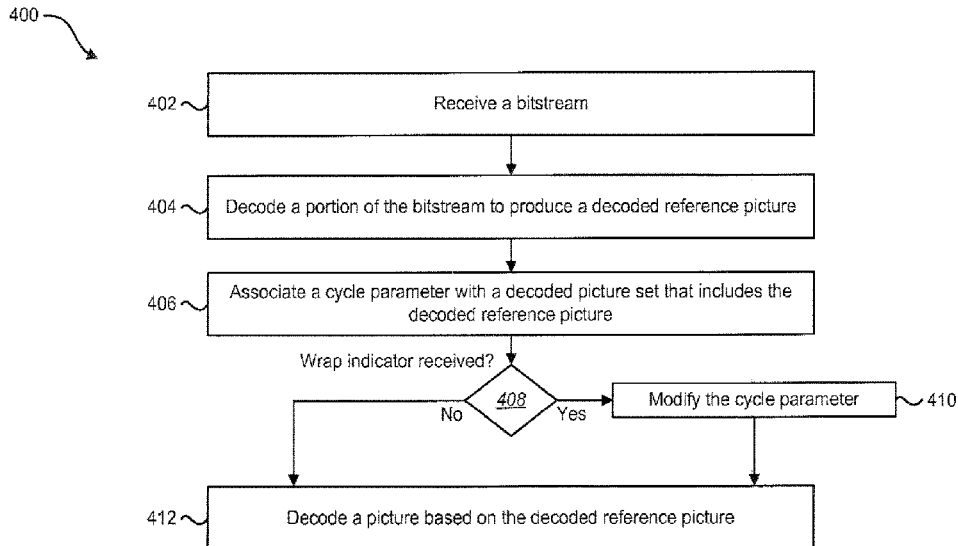 400
402
Receive a bitstream
404
Decode a portion of the bitstream to produce a decoded reference picture
406
Associate a cycle parameter with a decoded picture set that includes the
decoded reference picture
Wrap indicator received?
408
No
Yes
Modify the cycle parameter
410
412
Decode a picture based on the decoded reference picture